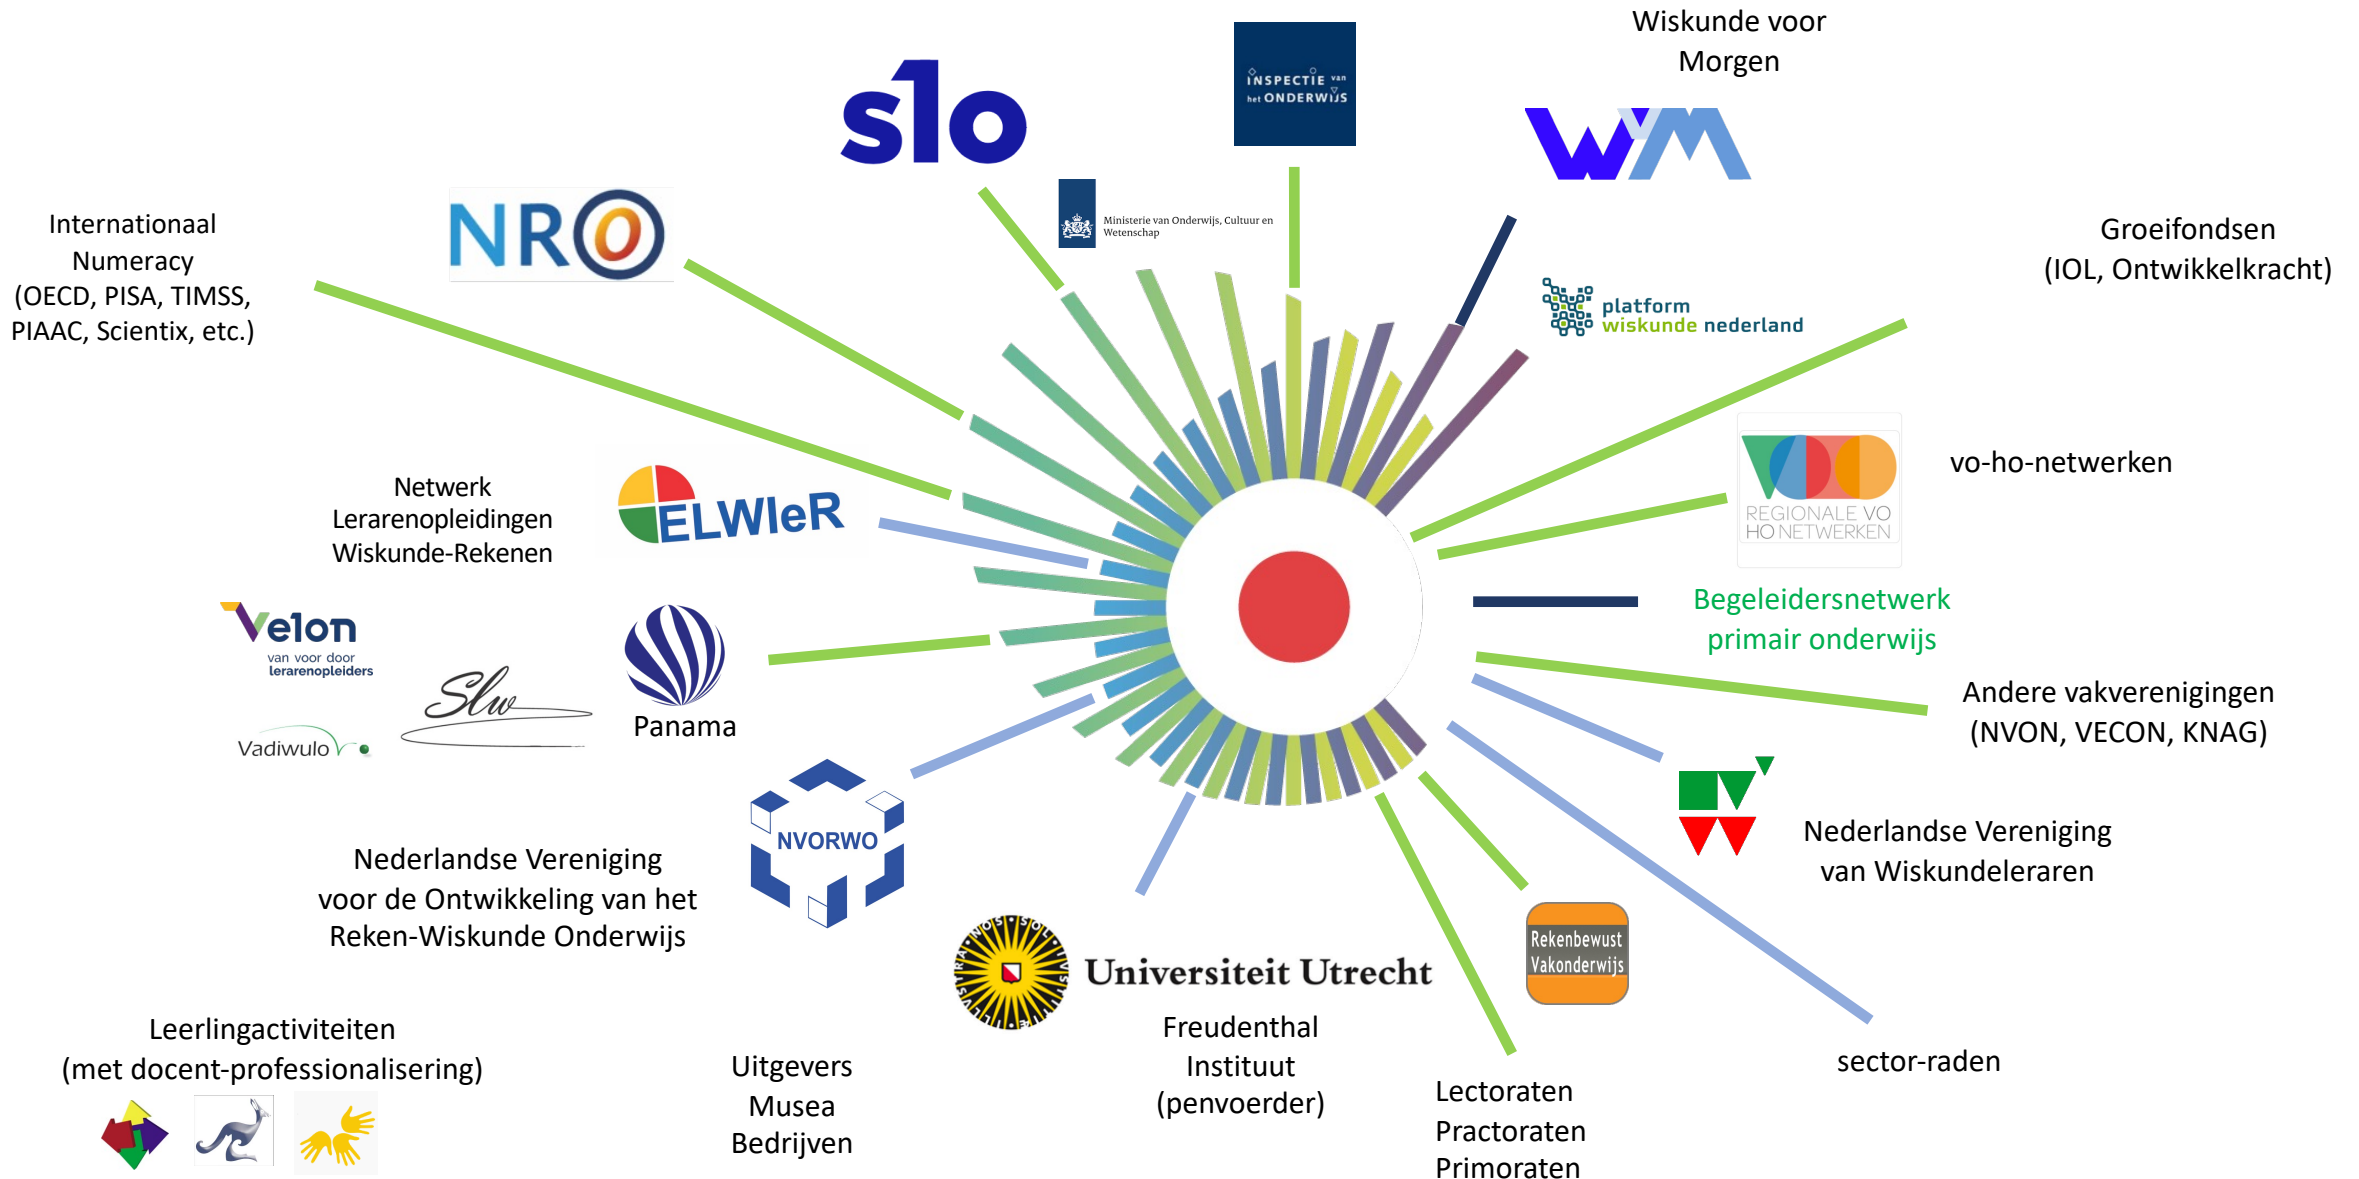 Wiskunde voor
Morgen
slo
INSPECTIE van
het ONDERWIJS
WvM
Ministerie van Onderwijs, Cultuur en
Wetenschap
Internationaal
Numeracy
(OECD, PISA, TIMSS,
PIAAC, Scientix, etc.)
NRO
Groeifondsen
(IOL, Ontwikkelkracht)
platform
wiskunde nederland
Netwerk
Lerarenopleidingen
Wiskunde-Rekenen
ELWIeR
REGIONALE VO
HO NETWERKEN
vo-ho-netwerken
Velon
van voor door
lerarenopleiders
Slw
Vadiwulo
Panama
Begeleidersnetwerk
primair onderwijs
Andere vakverenigingen
(NVON, VECON, KNAG)
NVORWO
Nederlandse Vereniging
voor de Ontwikkeling van het
Reken-Wiskunde Onderwijs
Nederlandse Vereniging
van Wiskundeleraren
Universiteit Utrecht
Freudenthal
Instituut
(penvoerder)
Rekenbewust
Vakonderwijs
Leerlingactiviteiten
(met docent-professionalisering)
Uitgevers
Musea
Bedrijven
Lectoraten
Practoraten
Primoraten
sector-raden